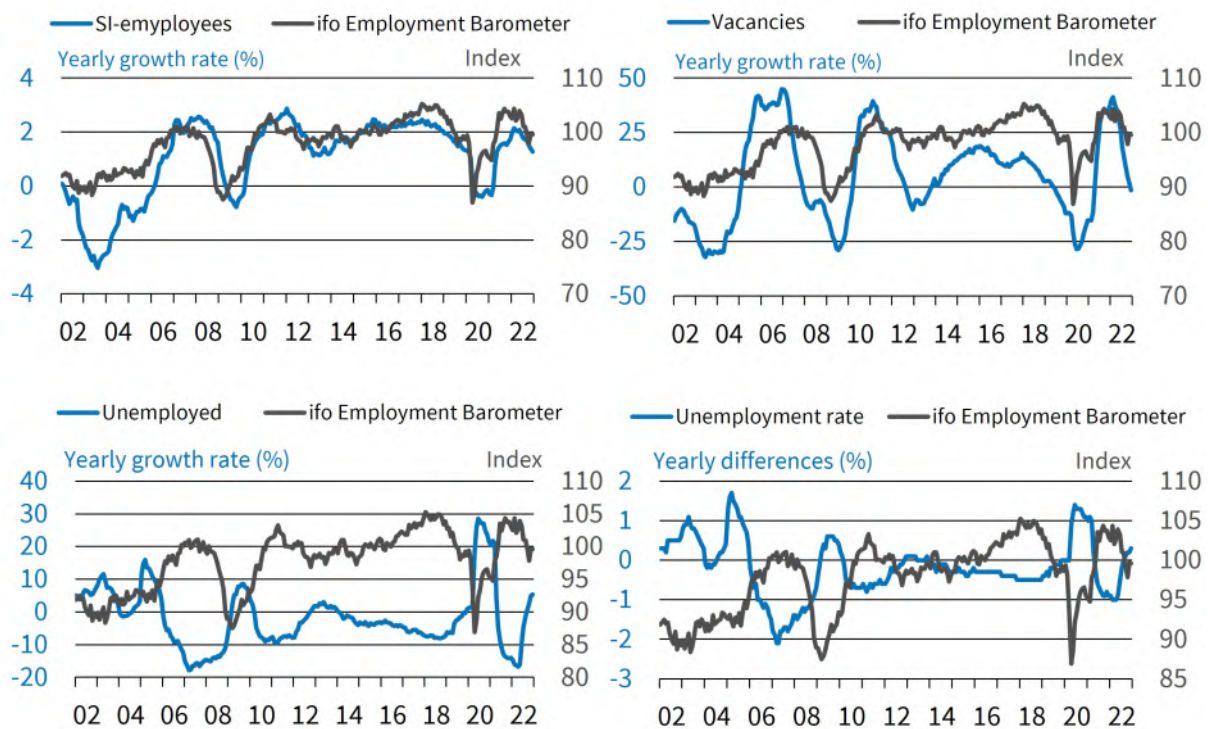 SI-emyployees ifo Employment Barometer
Yearly growth rate (%) Index
4 110
2 100
0 90
-2 80
-4 70
02 04 06 08 10 12 14 16 18 20 22
Vacancies ifo Employment Barometer
Yearly growth rate (%) Index
50 110
25 100
0 90
-25 80
-50 70
02 04 06 08 10 12 14 16 18 20 22
Unemployed ifo Employment Barometer
Yearly growth rate (%) Index
40 110
30 105
20 100
10 95
0 90
-10 85
-20 80
02 04 06 08 10 12 14 16 18 20 22
Unemployment rate ifo Employment Barometer
Yearly differences (%) Index
2 110
1 105
0 100
-1 95
-2 90
-3 85
02 04 06 08 10 12 14 16 18 20 22